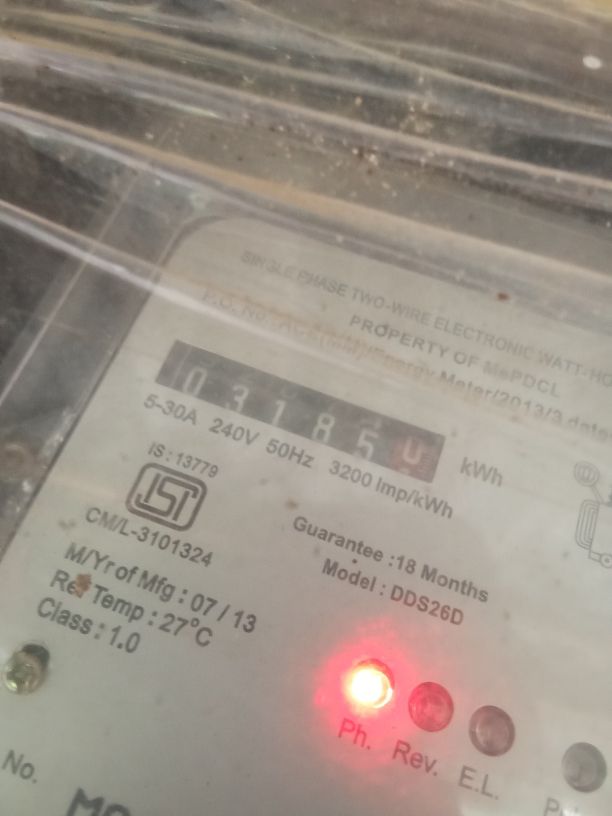 SINGLE PHASE TWO-WIRE ELECTRONIC WATT-HO
PROPERTY OF MePDCL
Meter/2013/3 date
0 3 1 8 5
kWh
5-30A 240V 50Hz 3200 Imp/kWh
IS : 13779
ISI
CM/L-3101324
Guarantee : 18 Months
Model : DDS26D
M/Yr of Mfg : 07 / 13
Temp : 27°C
Class : 1.0
Ph. Rev. E.L.
No.